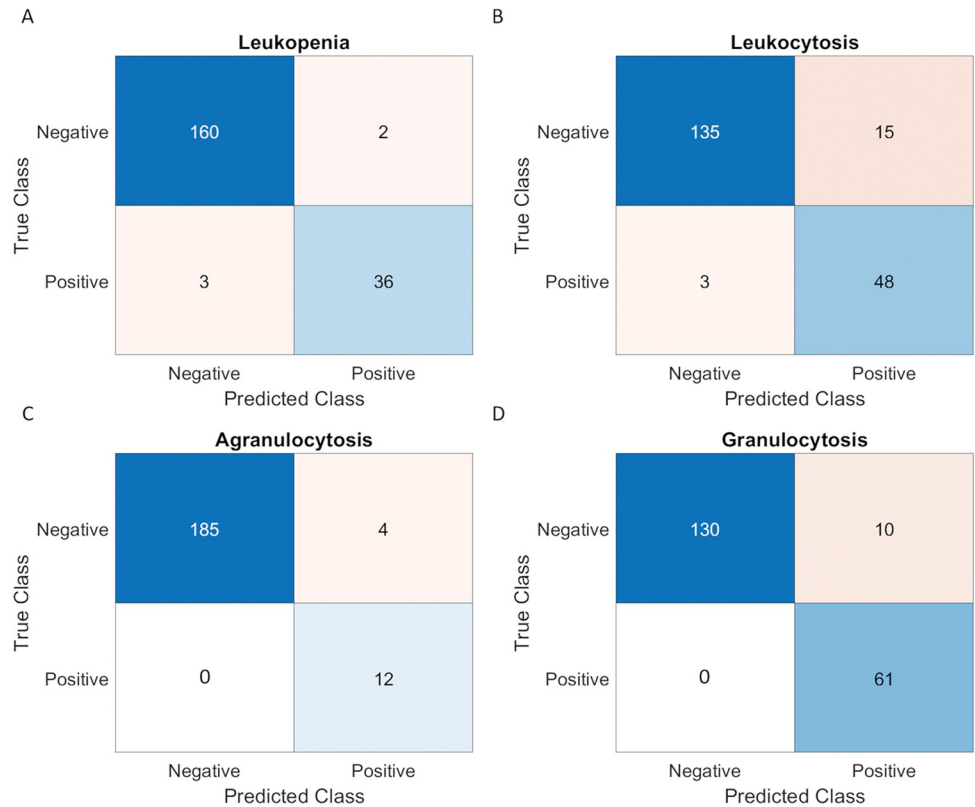 A
Leukopenia
True Class
Negative
160
2
Positive
3
36
Negative
Positive
Predicted Class
B
Leukocytosis
True Class
Negative
135
15
Positive
3
48
Negative
Positive
Predicted Class
C
Agranulocytosis
True Class
Negative
185
4
Positive
0
12
Negative
Positive
Predicted Class
D
Granulocytosis
True Class
Negative
130
10
Positive
0
61
Negative
Positive
Predicted Class